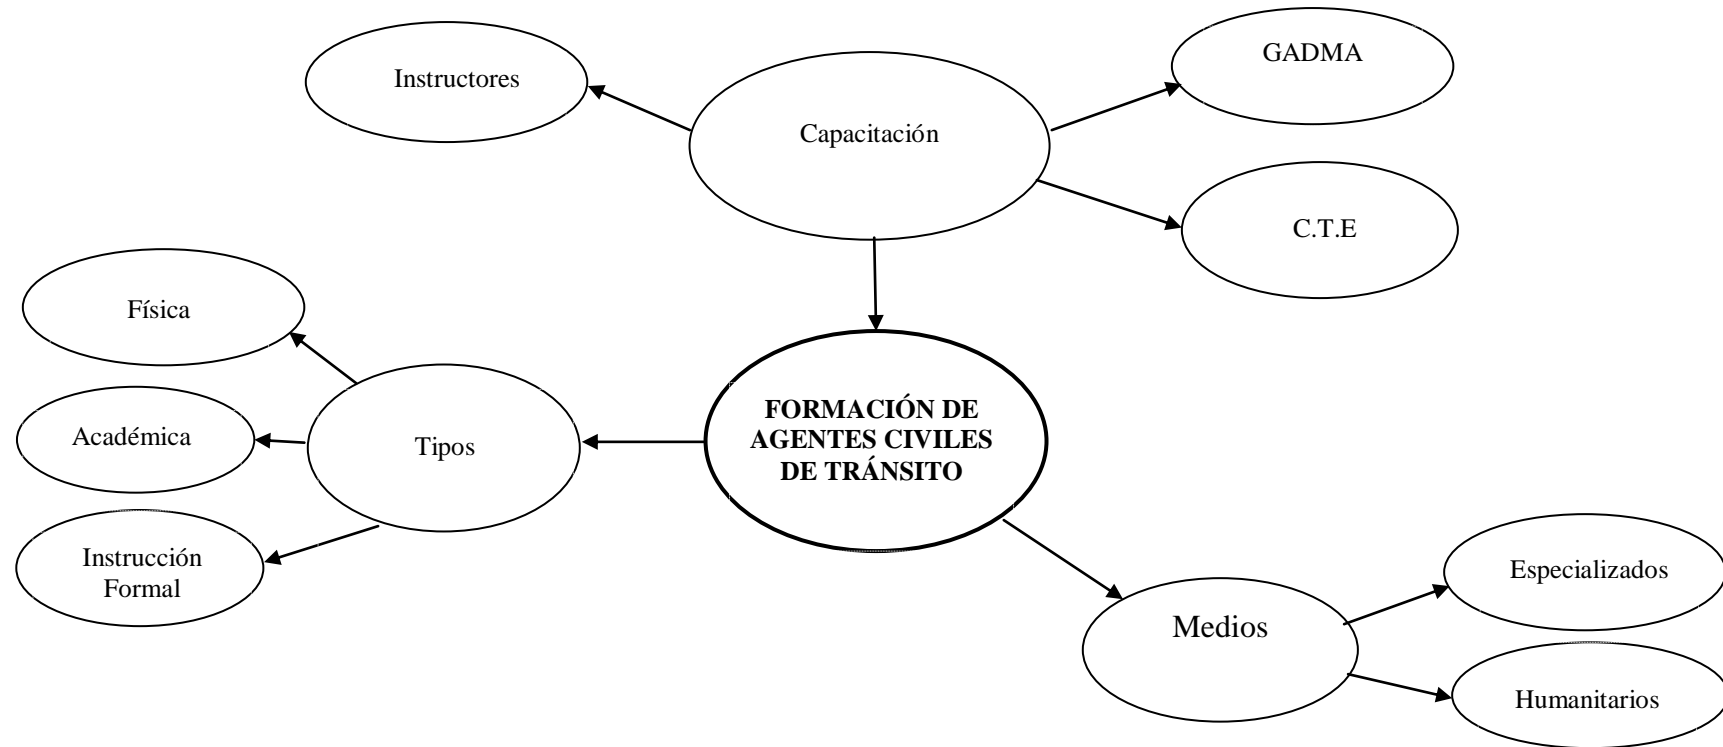 GADMA
Instructores
Capacitación
C.T.E
Física
FORMACIÓN DE
AGENTES CIVILES
DE TRÁNSITO
Académica
Tipos
Instrucción
Formal
Especializados
Medios
Humanitarios